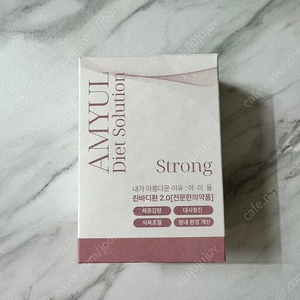 AMYUL
Diet Solution
Strong
내가 아름다운 이유 : 아미율
린바디환 2.0[전문한의약품]
체중감량 대사항진
식욕조절 장내 환경 개선